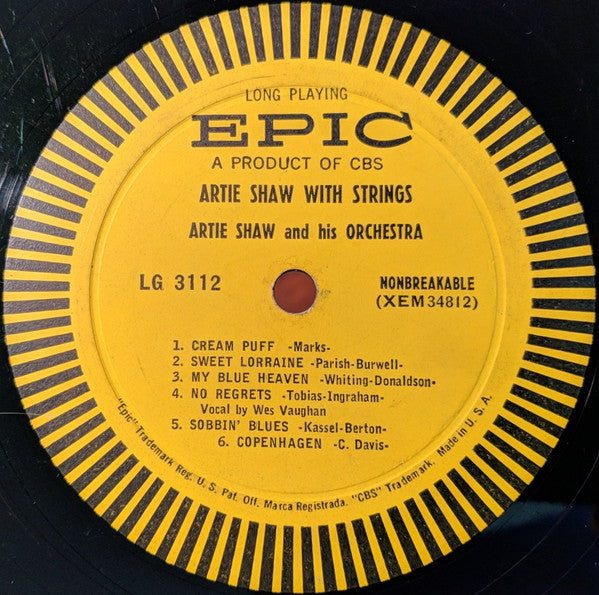 LONG PLAYING
EPIC
A PRODUCT OF CBS
ARTIE SHAW WITH STRINGS
ARTIE SHAW and his ORCHESTRA
LG 3112
NONBREAKABLE
(XEM34812)
1. CREAM PUFF -Marks-
2. SWEET LORRAINE -Parish-Burwell-
3. MY BLUE HEAVEN -Whiting-Donaldson-
4. NO REGRETS -Tobias-Ingraham-
Vocal by Wes Vaughan
5. SOBBIN' BLUES -Kassel-Berton-
6. COPENHAGEN -C. Davis-
"Epic" Trademark Reg. U. S. Pat. Off. Marca Registrada. "CBS" Trademark. Made in U. S. A.